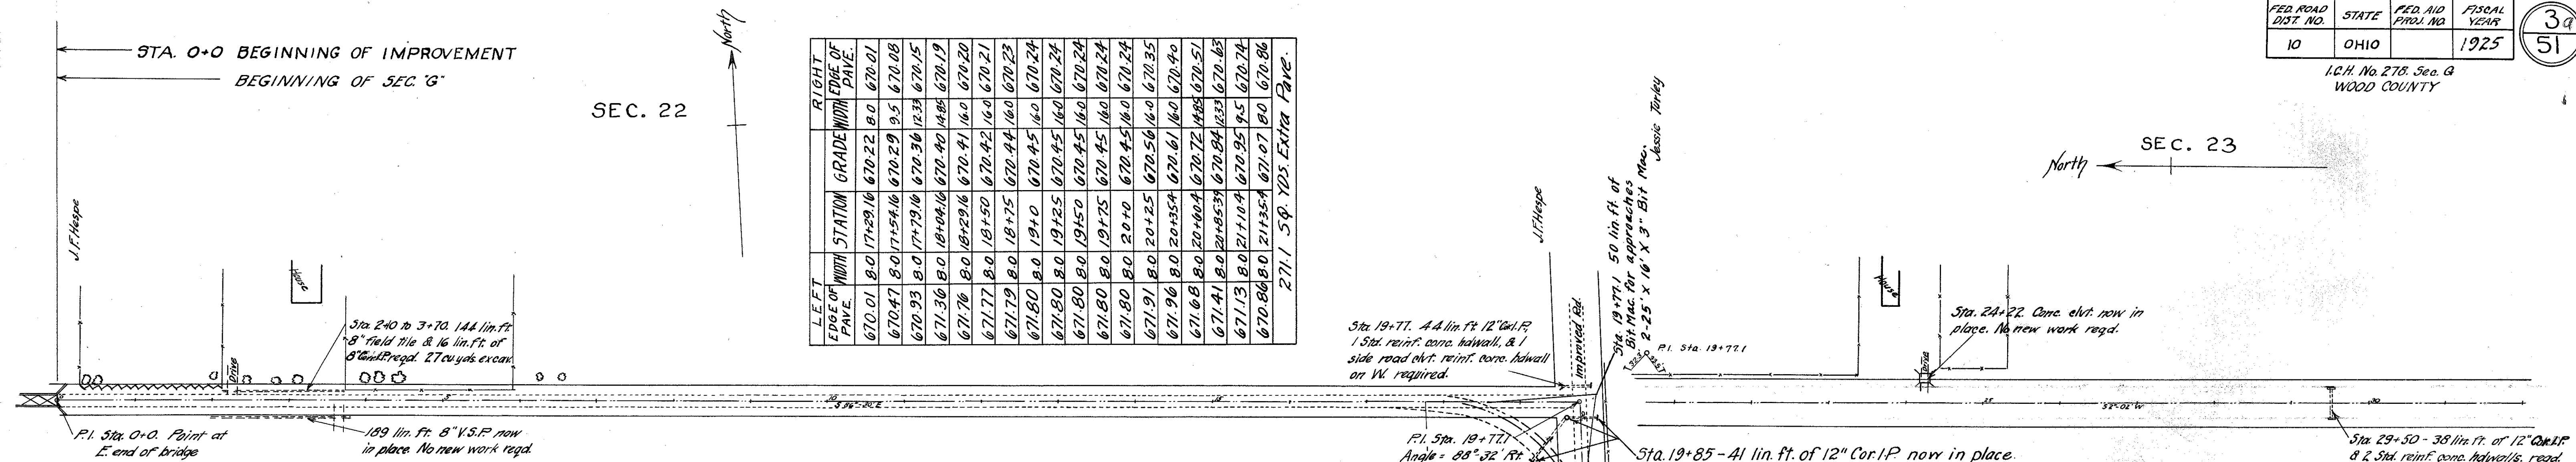 STA. 0+0 BEGINNING OF IMPROVEMENT
BEGINNING OF SEC. "G"
North
SEC. 22
FED. ROAD DIST. NO. STATE FED. AID PROJ. NO. FISCAL YEAR
10 OHIO 1925
3a
51
I.C.H. No. 278. Sec. G
WOOD COUNTY
SEC. 23
North
LEFT RIGHT
EDGE OF PAVE. WIDTH STATION GRADE WIDTH EDGE OF PAVE.
670.01 8.0 17+29.16 670.22 8.0 670.01
670.47 8.0 17+54.16 670.29 9.5 670.08
670.93 8.0 17+79.16 670.36 12.33 670.15
671.36 8.0 18+04.16 670.40 14.85 670.19
671.76 8.0 18+29.16 670.41 16.0 670.20
671.77 8.0 18+50 670.42 16.0 670.21
671.79 8.0 18+75 670.44 16.0 670.23
671.80 8.0 19+0 670.45 16.0 670.24
671.80 8.0 19+25 670.45 16.0 670.24
671.80 8.0 19+50 670.45 16.0 670.24
671.80 8.0 19+75 670.45 16.0 670.24
671.80 8.0 20+0 670.45 16.0 670.24
671.91 8.0 20+25 670.56 16.0 670.35
671.96 8.0 20+35.4 670.61 16.0 670.40
671.68 8.0 20+60.4 670.72 14.85 670.51
671.41 8.0 20+85.39 670.84 12.33 670.63
671.13 8.0 21+10.4 670.95 9.5 670.74
670.86 8.0 21+35.4 671.07 8.0 670.86
271.1 SQ. YDS. Extra Pave.
J.F. Hespe
House
Drive
Sta. 2+10 to 3+70. 144 lin. ft
8" field tile & 16 lin. ft. of
8" reqd. 27 cu yds excav.
P.I. Sta. 0+0. Point at
E. end of bridge
189 lin. ft. 8" V.S.P. now
in place. No new work reqd.
5
10
S 86°-30' E
15
J.F. Hespe
Sta. 19+77.1 50 lin. ft. of
Bit. Mac. for approaches
2-25' x 16' x 3" Bit Mac.
Jessie Turley
Sta. 19+77. 44 lin. ft 12" Cor.I.P.,
1 Std. reinf. conc. hdwall, & 1
side road clvt. reinf. conc. hdwall
on W. required.
Improved Rd.
P.I. Sta. 19+77.1
P.I. Sta. 19+77.1
Angle = 88°-32' Rt.
Sta. 19+85 - 41 lin. ft. of 12" Cor.I.P. now in place.
House
Drive
Sta. 24+22. Conc. clvt. now in
place. No new work reqd.
25
S 2°-02' W
30
Sta. 29+50 - 38 lin. ft. of 12" Cor.I.P.
& 2 Std. reinf. conc. hdwalls. reqd.